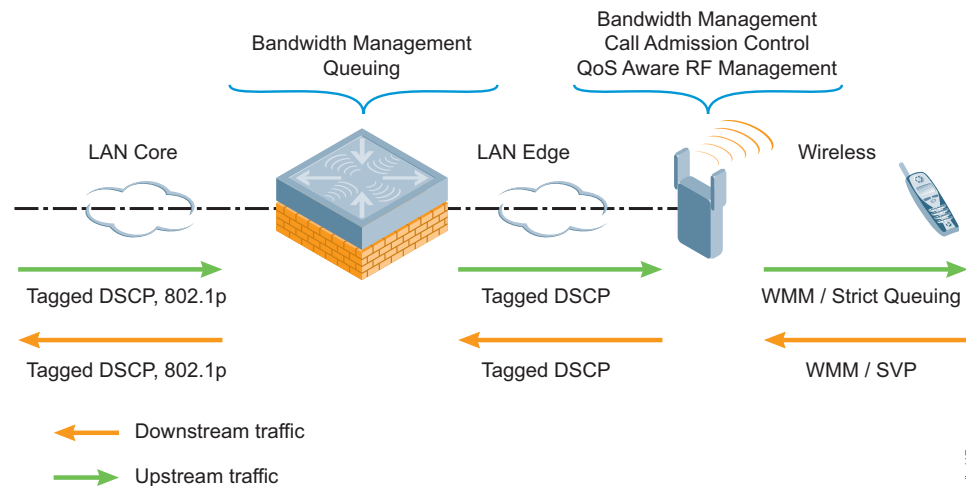 Bandwidth Management
Queuing
Bandwidth Management
Call Admission Control
QoS Aware RF Management
LAN Core
LAN Edge
Wireless
Tagged DSCP, 802.1p
Tagged DSCP
WMM / Strict Queuing
Tagged DSCP, 802.1p
Tagged DSCP
WMM / SVP
Downstream traffic
Upstream traffic